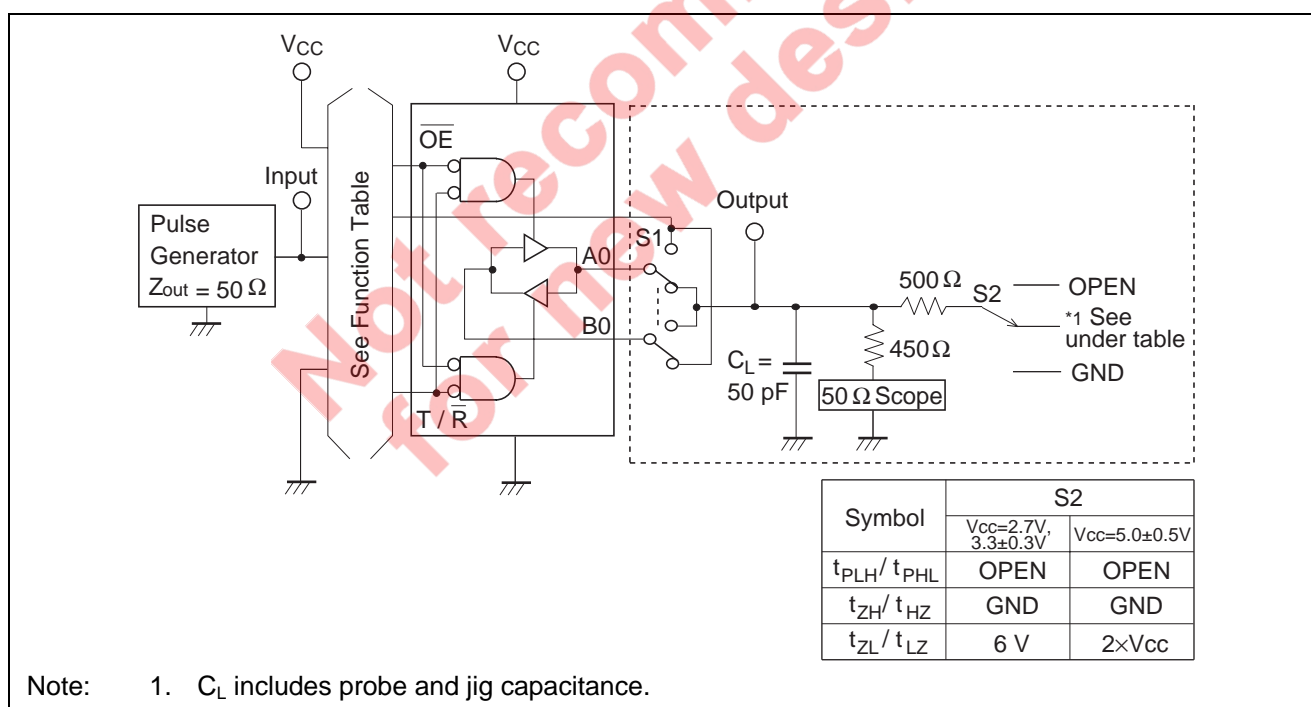 Not recommended
for new design
VCC
VCC
OE
Input
See Function Table
Pulse
Generator
Zout = 50 Ω
Output
S1
A0
B0
T / R
500 Ω
S2
OPEN
*1 See
under table
GND
450 Ω
CL =
50 pF
50 Ω Scope
Symbol
S2
Vcc=2.7V,
3.3±0.3V
Vcc=5.0±0.5V
tPLH / tPHL
OPEN
OPEN
tZH / tHZ
GND
GND
tZL / tLZ
6 V
2×Vcc
Note: 1. CL includes probe and jig capacitance.